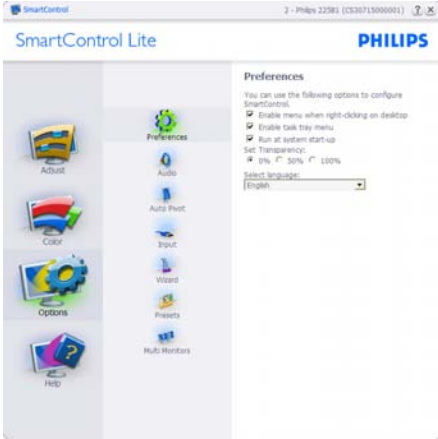 SmartControl
2 - Philips 225B1 (CS30715000001)
SmartControl Lite
PHILIPS
Adjust
Color
Options
Help
Preferences
Audio
Auto Pivot
Input
Wizard
Presets
Multi Monitors
Preferences
You can use the following options to configure
SmartControl.
Enable menu when right-clicking on desktop
Enable task tray menu
Run at system start-up
Set Transparency:
0% 50% 100%
Select language:
English